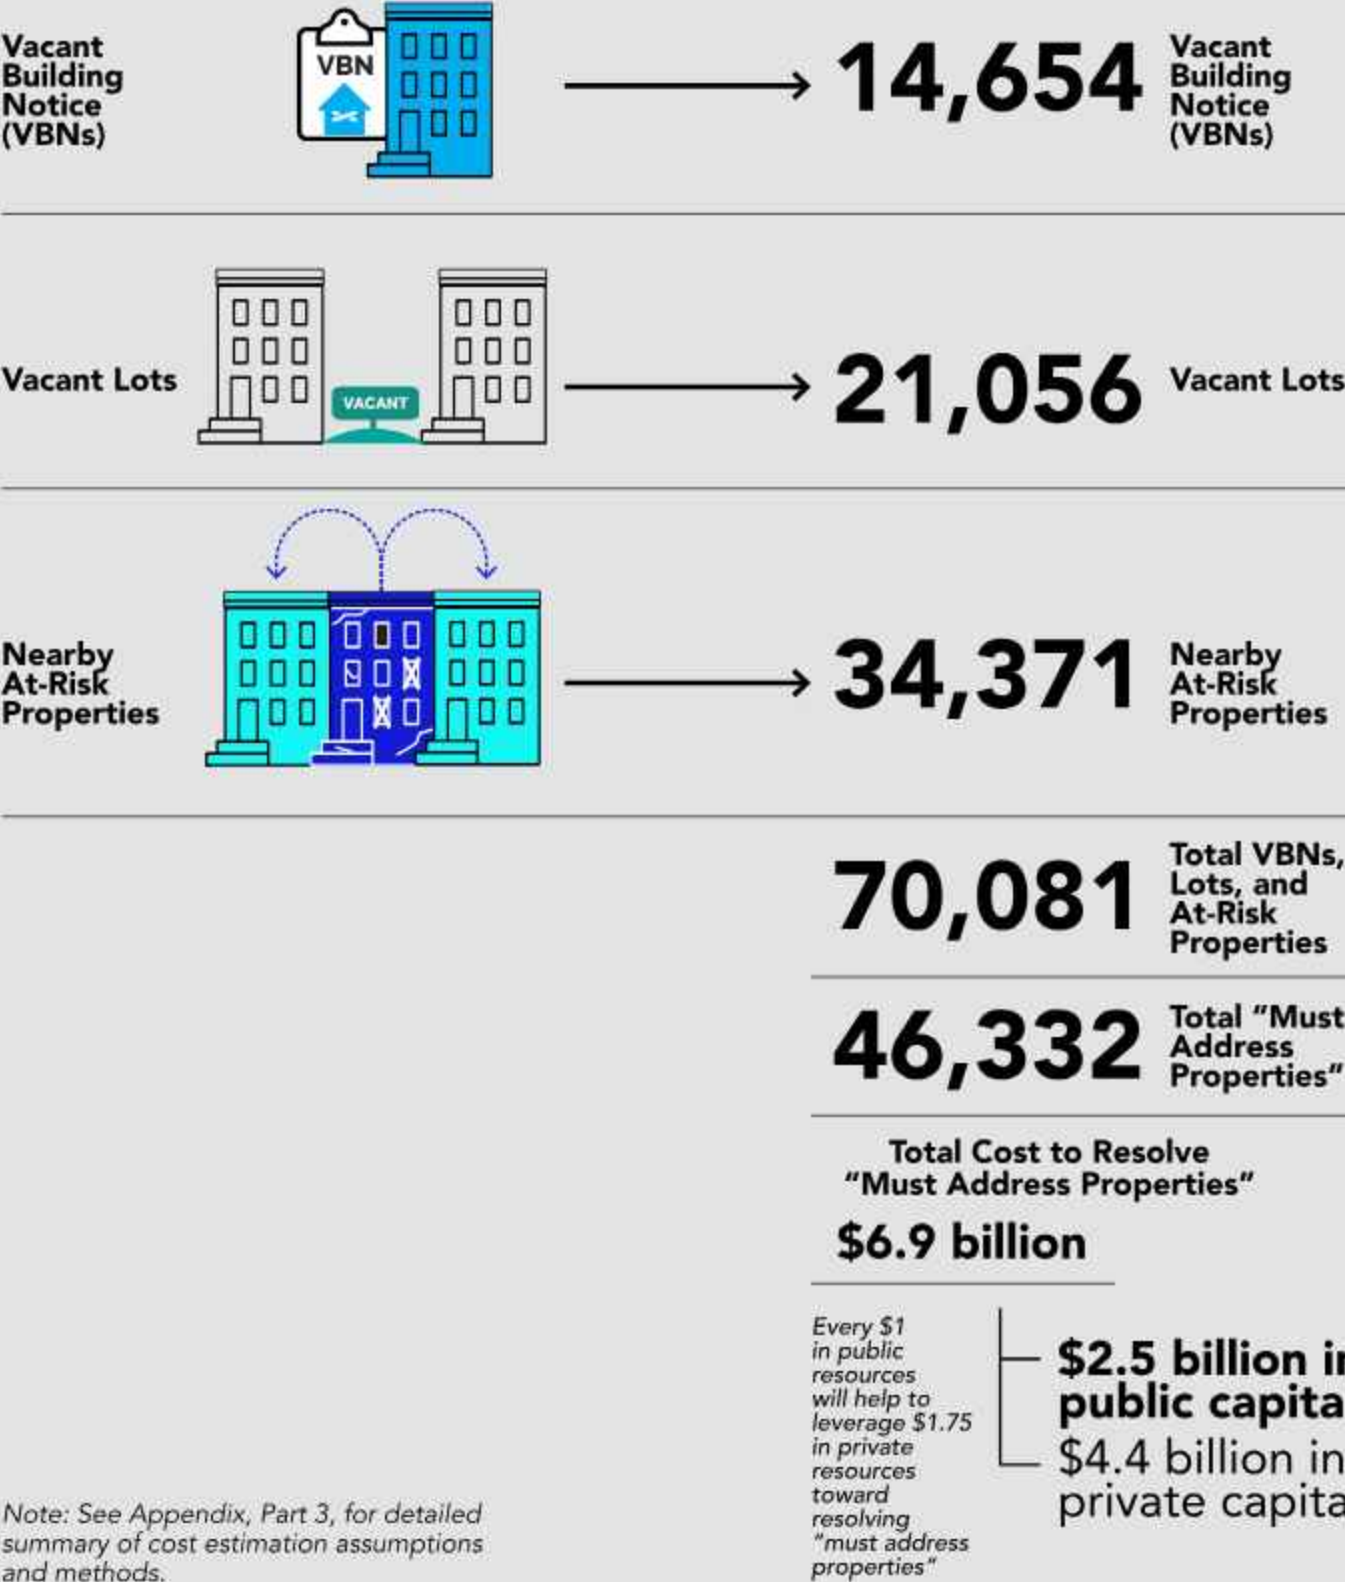 Vacant
Building
Notice
(VBNs)
VBN
14,654
Vacant
Building
Notice
(VBNs)
Vacant Lots
VACANT
21,056
Vacant Lots
Nearby
At-Risk
Properties
34,371
Nearby
At-Risk
Properties
70,081
Total VBNs,
Lots, and
At-Risk
Properties
46,332
Total “Must
Address
Properties”
Total Cost to Resolve
“Must Address Properties”
$6.9 billion
Every $1
in public
resources
will help to
leverage $1.75
in private
resources
toward
resolving
“must address
properties”
$2.5 billion
public
$4.4 billion in
private
Note: See Appendix, Part 3, for detailed
summary of cost estimation assumptions
and methods.